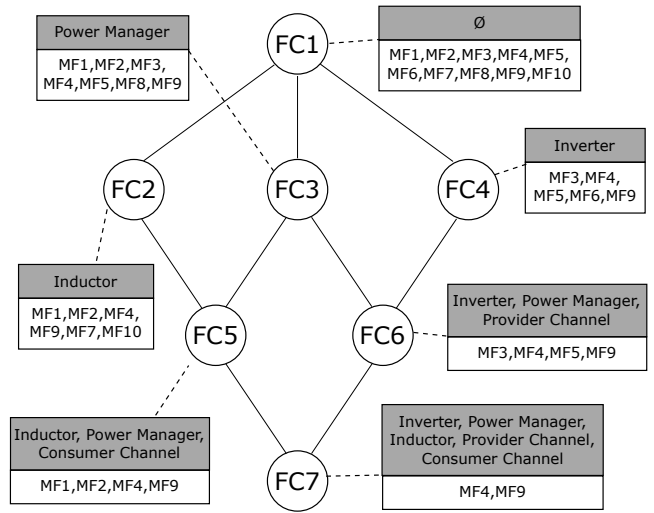 Power Manager
MF1,MF2,MF3,
MF4,MF5,MF8,MF9
FC1
Ø
MF1,MF2,MF3,MF4,MF5,
MF6,MF7,MF8,MF9,MF10
Inverter
MF3,MF4,
MF5,MF6,MF9
FC2
FC3
FC4
Inductor
MF1,MF2,MF4,
MF9,MF7,MF10
Inverter, Power Manager,
Provider Channel
MF3,MF4,MF5,MF9
FC5
FC6
Inductor, Power Manager,
Consumer Channel
MF1,MF2,MF4,MF9
FC7
Inverter, Power Manager,
Inductor, Provider Channel,
Consumer Channel
MF4,MF9